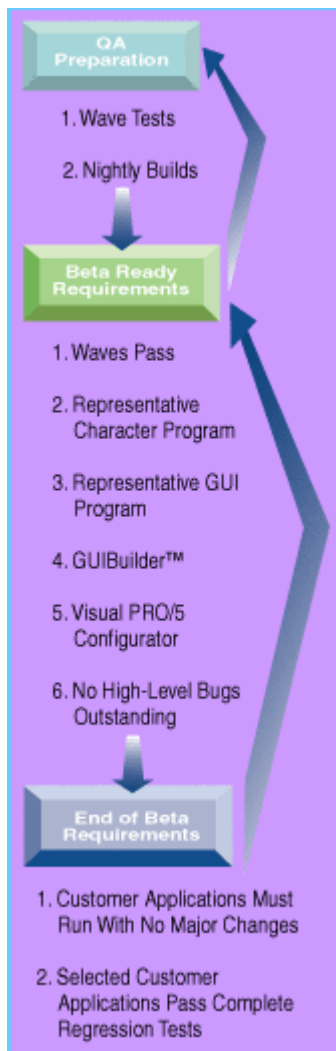 QA
Preparation
1. Wave Tests
2. Nightly Builds
Beta Ready
Requirements
1. Waves Pass
2. Representative
Character Program
3. Representative GUI
Program
4. GUIBuilder™
5. Visual PRO/5
Configurator
6. No High-Level Bugs
Outstanding
End of Beta
Requirements
1. Customer Applications Must
Run With No Major Changes
2. Selected Customer
Applications Pass Complete
Regression Tests